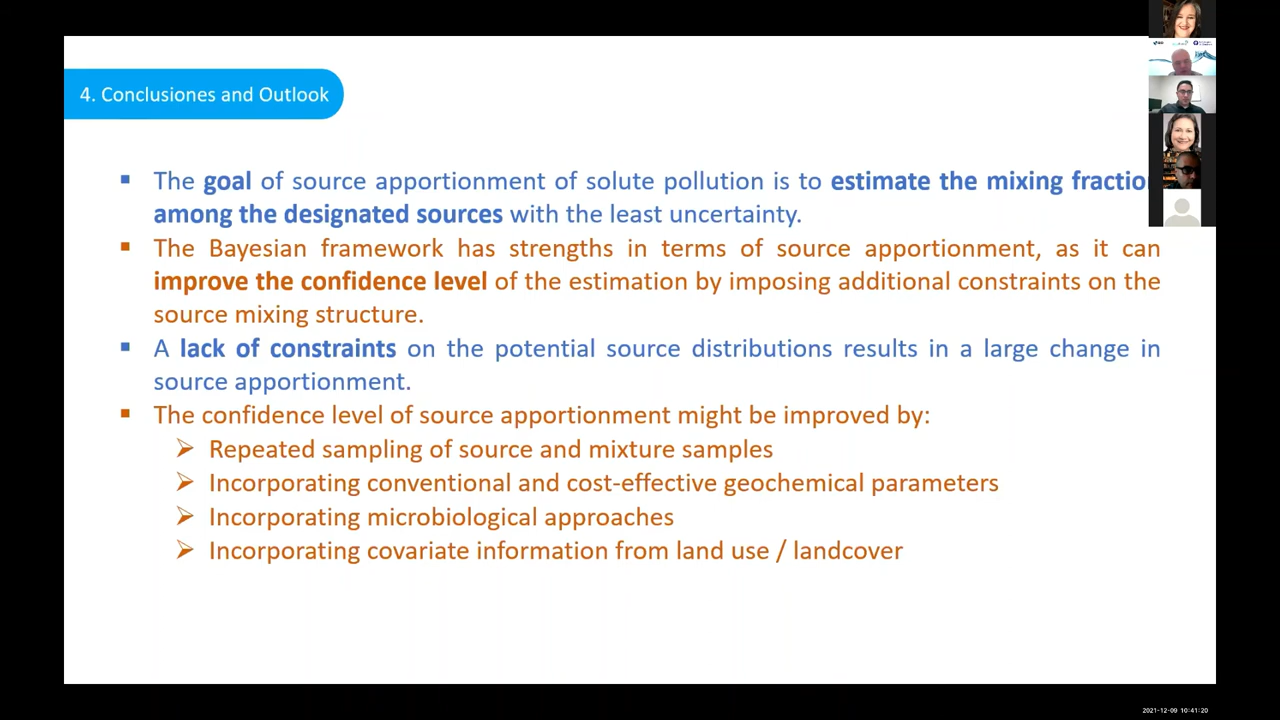 4. Conclusiones and Outlook
▪ The goal of source apportionment of solute pollution is to estimate the mixing fractio
among the designated sources with the least uncertainty.
▪ The Bayesian framework has strengths in terms of source apportionment, as it can
improve the confidence level of the estimation by imposing additional constraints on the
source mixing structure.
▪ A lack of constraints on the potential source distributions results in a large change in
source apportionment.
▪ The confidence level of source apportionment might be improved by:
➢ Repeated sampling of source and mixture samples
➢ Incorporating conventional and cost-effective geochemical parameters
➢ Incorporating microbiological approaches
➢ Incorporating covariate information from land use / landcover
2021-12-09 10:41:20